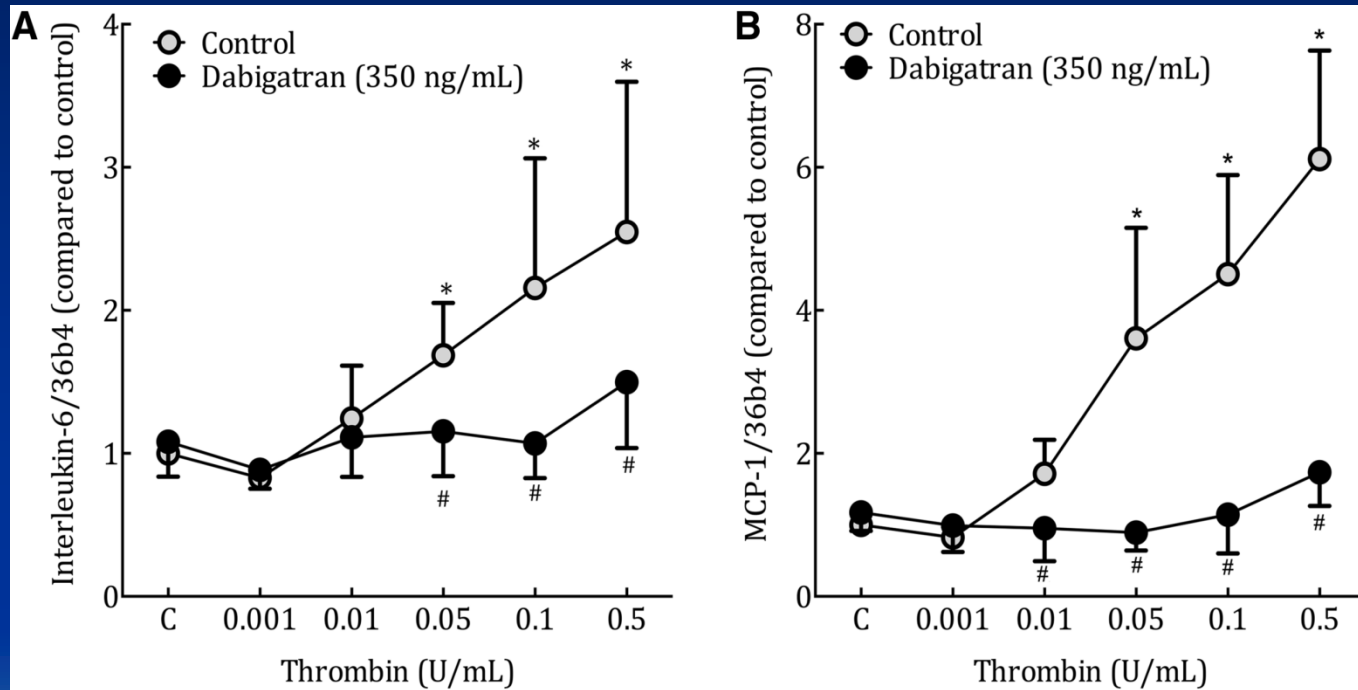 A
Interleukin-6/36b4 (compared to control)
4
3
2
1
0
Control
Dabigatran (350 ng/mL)
*
*
*
#
#
#
C 0.001 0.01 0.05 0.1 0.5
Thrombin (U/mL)
B
MCP-1/36b4 (compared to control)
8
6
4
2
0
Control
Dabigatran (350 ng/mL)
*
*
*
#
#
#
#
C 0.001 0.01 0.05 0.1 0.5
Thrombin (U/mL)